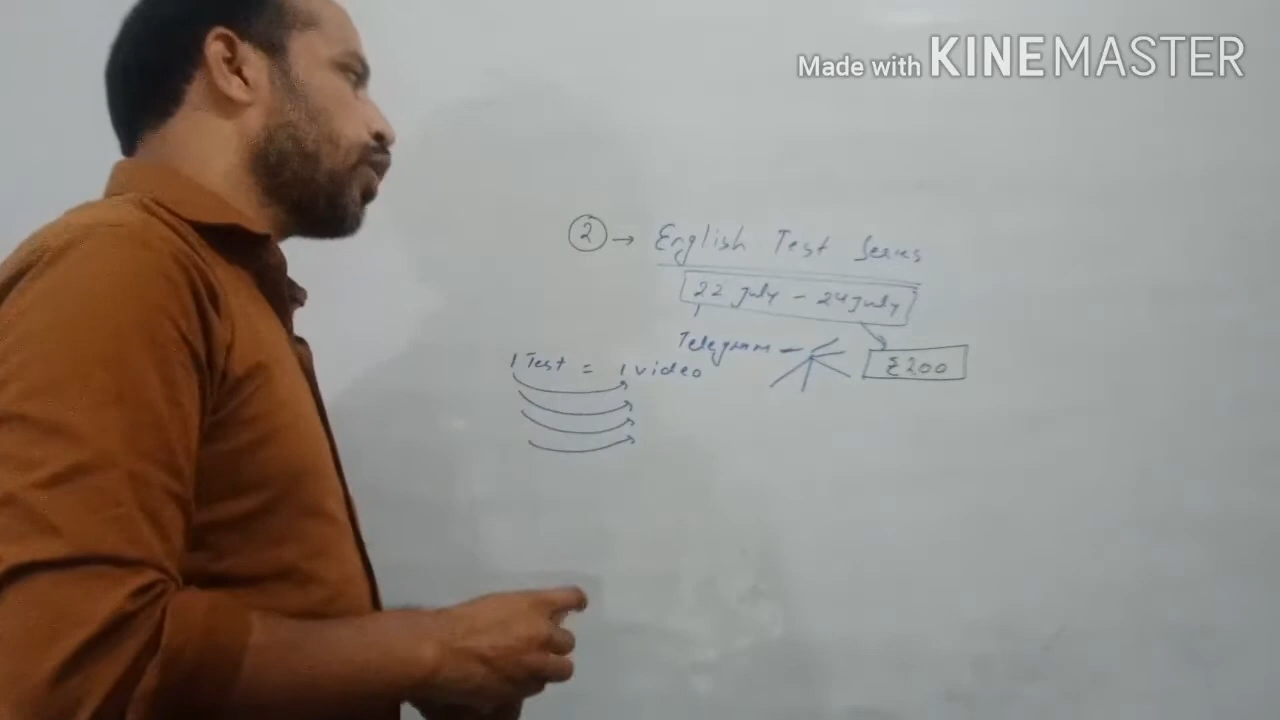 Made with KINEMASTER
2 → English Test Series
22 July - 24 July
Telegram -
₹200
1 Test = 1 video